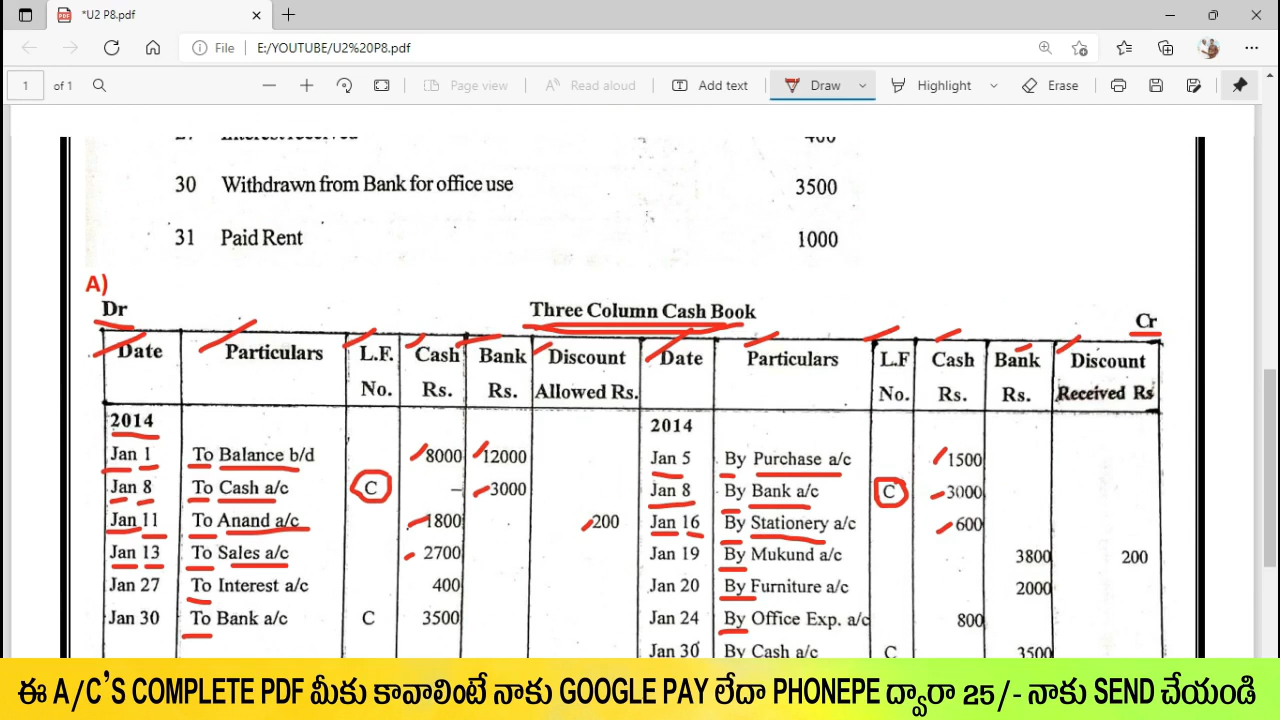 *U2 P8.pdf
File E:/YOUTUBE/U2%20P8.pdf
1 of 1 Page view Read aloud Add text Draw Highlight Erase
27 Interest received 400
30 Withdrawn from Bank for office use 3500
31 Paid Rent 1000
A)
Dr Three Column Cash Book Cr
Date Particulars L.F. Cash Bank Discount Date Particulars L.F Cash Bank Discount
No. Rs. Rs. Allowed Rs. No. Rs. Rs. Received Rs
2014 2014
Jan 1 To Balance b/d 8000 12000 Jan 5 By Purchase a/c 1500
Jan 8 To Cash a/c C – 3000 Jan 8 By Bank a/c C 3000
Jan 11 To Anand a/c 1800 200 Jan 16 By Stationery a/c 600
Jan 13 To Sales a/c 2700 Jan 19 By Mukund a/c 3800 200
Jan 27 To Interest a/c 400 Jan 20 By Furniture a/c 2000
Jan 30 To Bank a/c C 3500 Jan 24 By Office Exp. a/c 800
Jan 30 By Cash a/c C 3500
ఈ A/C'S COMPLETE PDF మీకు కావాలింటే నాకు GOOGLE PAY లేదా PHONEPE ద్వారా 25/- నాకు SEND చేయండి